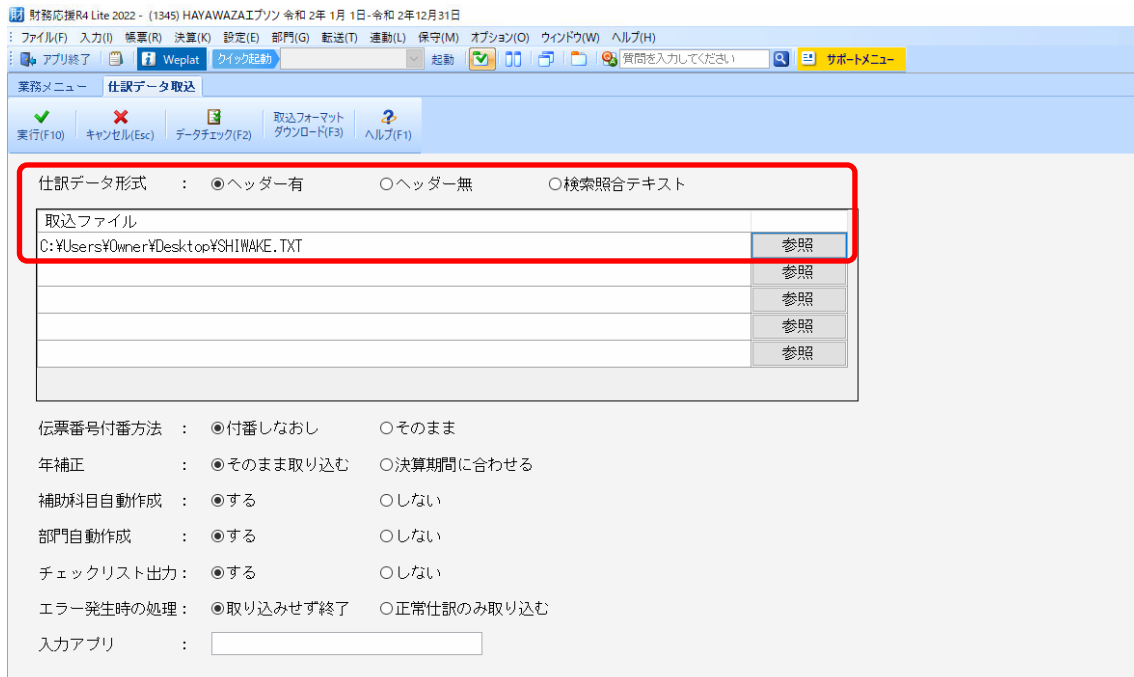 財務応援R4 Lite 2022 - (1345) HAYAWAZAエプソン 令和 2年 1月 1日-令和 2年12月31日
ファイル(F) 入力(I) 帳票(R) 決算(K) 設定(E) 部門(G) 転送(T) 連動(L) 保守(M) オプション(O) ウィンドウ(W) ヘルプ(H)
アプリ終了 Weplat クイック起動 起動 質問を入力してください サポートメニュー
業務メニュー 仕訳データ取込
実行(F10) キャンセル(Esc) データチェック(F2) 取込フォーマット ダウンロード(F3) ヘルプ(F1)
仕訳データ形式 : ◉ヘッダー有 ○ヘッダー無 ○検索照合テキスト
取込ファイル
C:¥Users¥Owner¥Desktop¥SHIWAKE.TXT 参照
参照
参照
参照
参照
伝票番号付番方法 : ◉付番しなおし ○そのまま
年補正 : ◉そのまま取り込む ○決算期間に合わせる
補助科目自動作成 : ◉する ○しない
部門自動作成 : ◉する ○しない
チェックリスト出力 : ◉する ○しない
エラー発生時の処理 : ◉取り込みせず終了 ○正常仕訳のみ取り込む
入力アプリ :